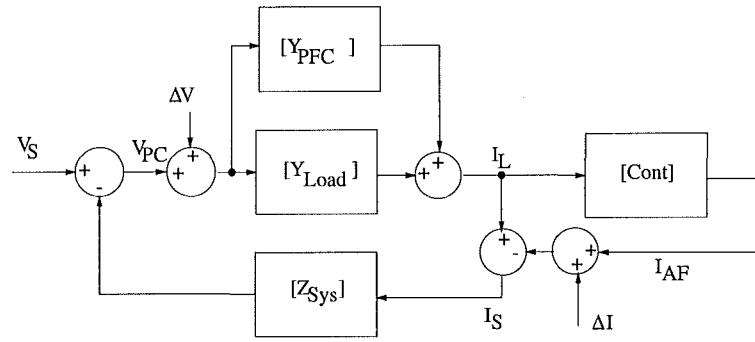 [Y_PFC ]
ΔV
V_S
V_PC
+
-
+
+
[Y_Load]
+
+
I_L
[Cont]
+
-
+
+
I_AF
[Z_Sys]
I_S
ΔI